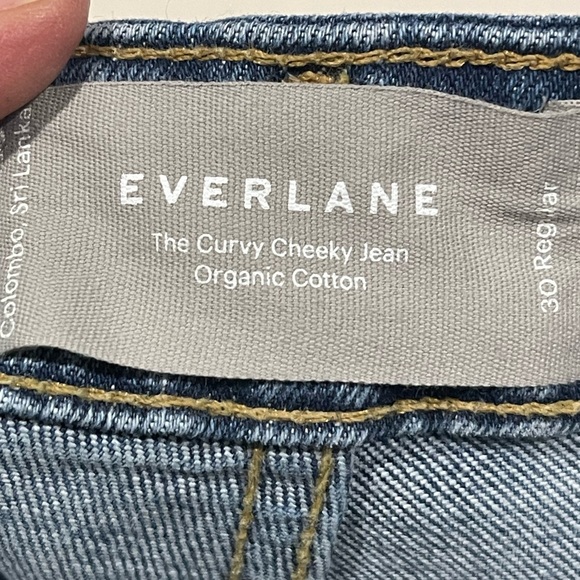 EVERLANE
The Curvy Cheeky Jean
Organic Cotton
Colombo, Sri Lanka
30 Regular